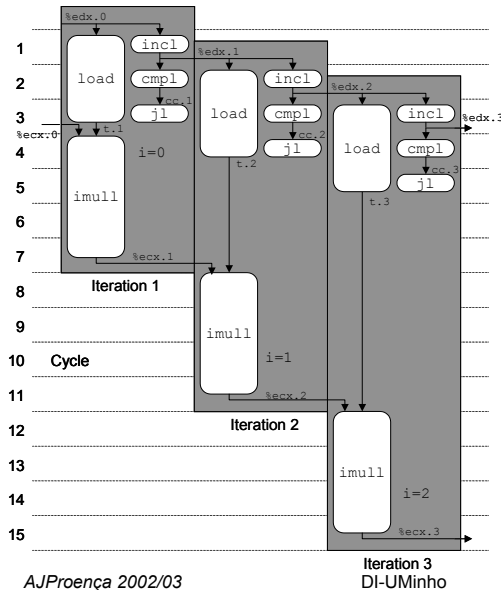 %edx.0
1
incl
%edx.1
load
cmpl
incl
2
cc.1
%edx.2
jl
load
cmpl
incl
3
%ecx.0
t.1
cc.2
%edx.3
jl
load
cmpl
4
imull
i=0
t.2
cc.3
jl
5
t.3
6
7
%ecx.1
Iteration 1
8
9
imull
10
Cycle
i=1
11
%ecx.2
Iteration 2
12
13
imull
14
i=2
15
%ecx.3
Iteration 3
AJProença 2002/03
DI-UMinho